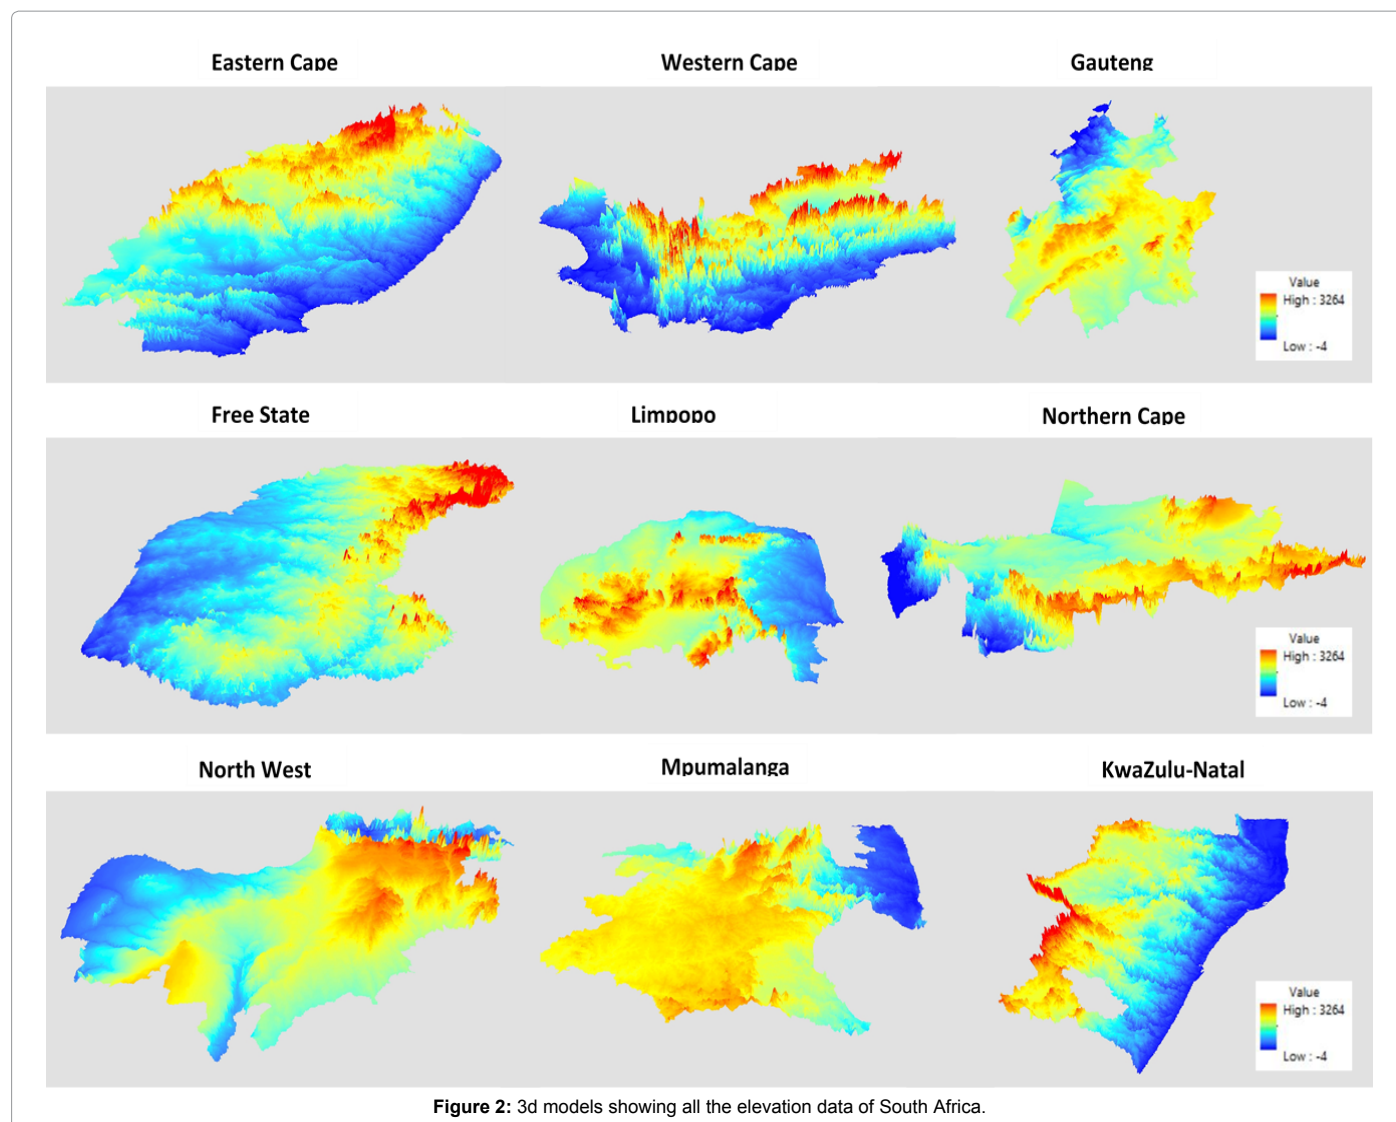 Eastern Cape
Western Cape
Gauteng
Value
High : 3264
Low : -4
Free State
Limpopo
Northern Cape
Value
High : 3264
Low : -4
North West
Mpumalanga
KwaZulu-Natal
Value
High : 3264
Low : -4
Figure 2: 3d models showing all the elevation data of South Africa.